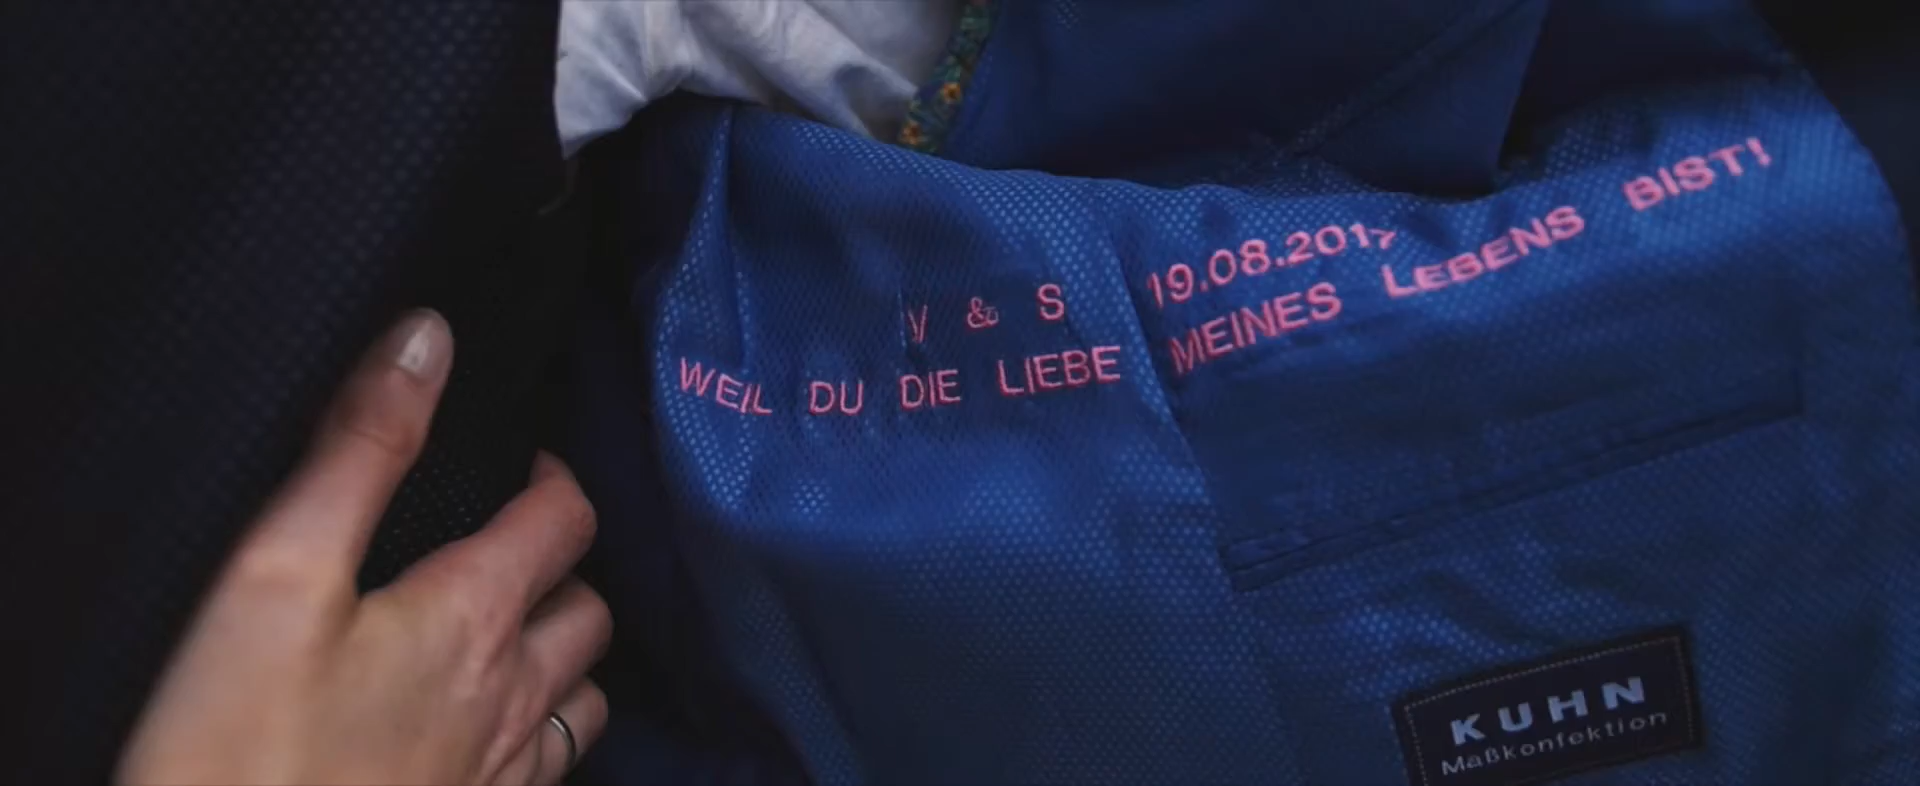 V & S 19.08.2017
WEIL DU DIE LIEBE MEINES LEBENS BIST!
KUHN
Maßkonfektion